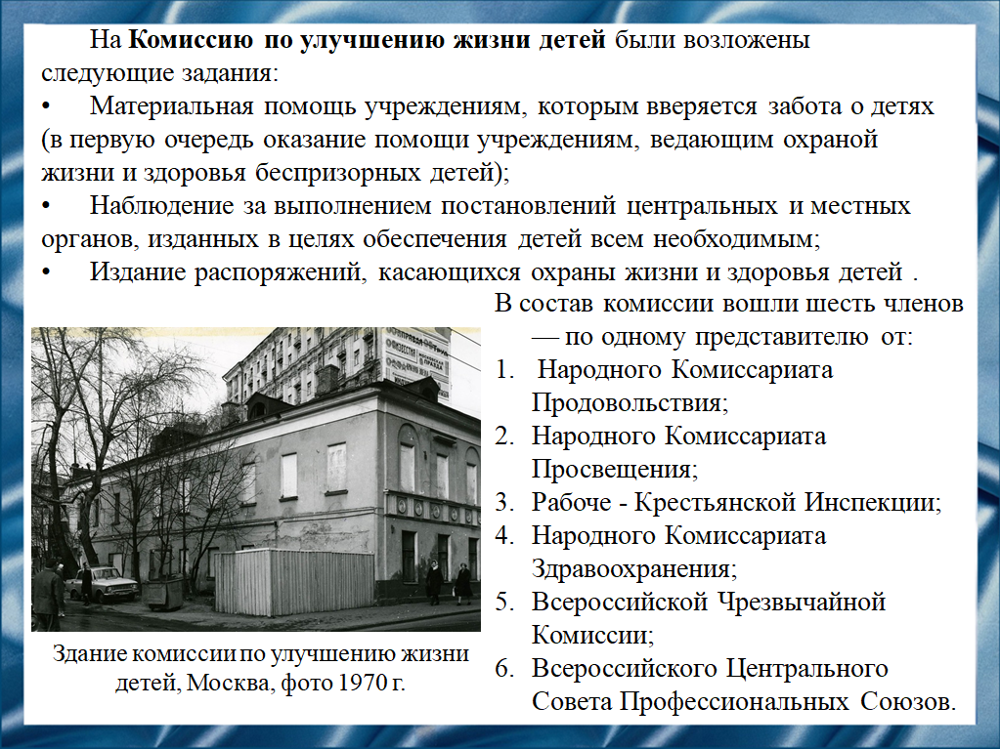 На Комиссию по улучшению жизни детей были возложены
следующие задания:
• Материальная помощь учреждениям, которым вверяется забота о детях
(в первую очередь оказание помощи учреждениям, ведающим охраной
жизни и здоровья беспризорных детей);
• Наблюдение за выполнением постановлений центральных и местных
органов, изданных в целях обеспечения детей всем необходимым;
• Издание распоряжений, касающихся охраны жизни и здоровья детей .
В состав комиссии вошли шесть членов
— по одному представителю от:
1. Народного Комиссариата
Продовольствия;
2. Народного Комиссариата
Просвещения;
3. Рабоче - Крестьянской Инспекции;
4. Народного Комиссариата
Здравоохранения;
5. Всероссийской Чрезвычайной
Комиссии;
6. Всероссийского Центрального
Совета Профессиональных Союзов.
ПРАВДА
ИЗВЕСТИЯ
ПРАВДА
Здание комиссии по улучшению жизни
детей, Москва, фото 1970 г.